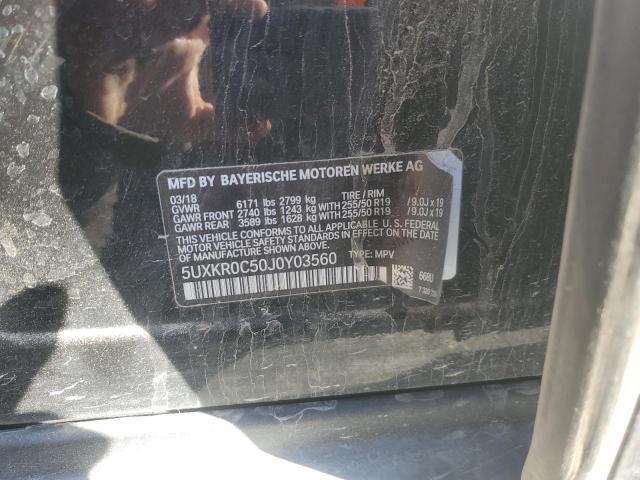 MFD BY BAYERISCHE MOTOREN WERKE AG
03/18 TIRE / RIM
GVWR 6171 lbs 2799 kg
GAWR FRONT 2740 lbs 1243 kg WITH 255/50 R19 / 9.0J x 19
GAWR REAR 3589 lbs 1628 kg WITH 255/50 R19 / 9.0J x 19
THIS VEHICLE CONFORMS TO ALL APPLICABLE U. S. FEDERAL
MOTOR VEHICLE SAFETY STANDARDS IN EFFECT ON THE DATE
OF MANUFACTURE SHOWN ABOVE.
5UXKR0C50J0Y03560 TYPE: MPV
668U